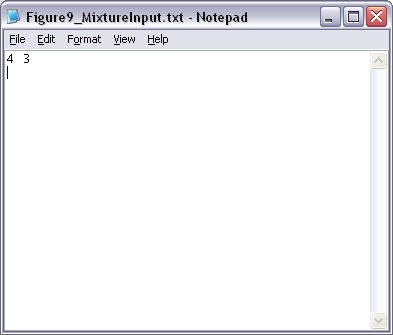 Figure9_MixtureInput.txt - Notepad
File Edit Format View Help
4 3